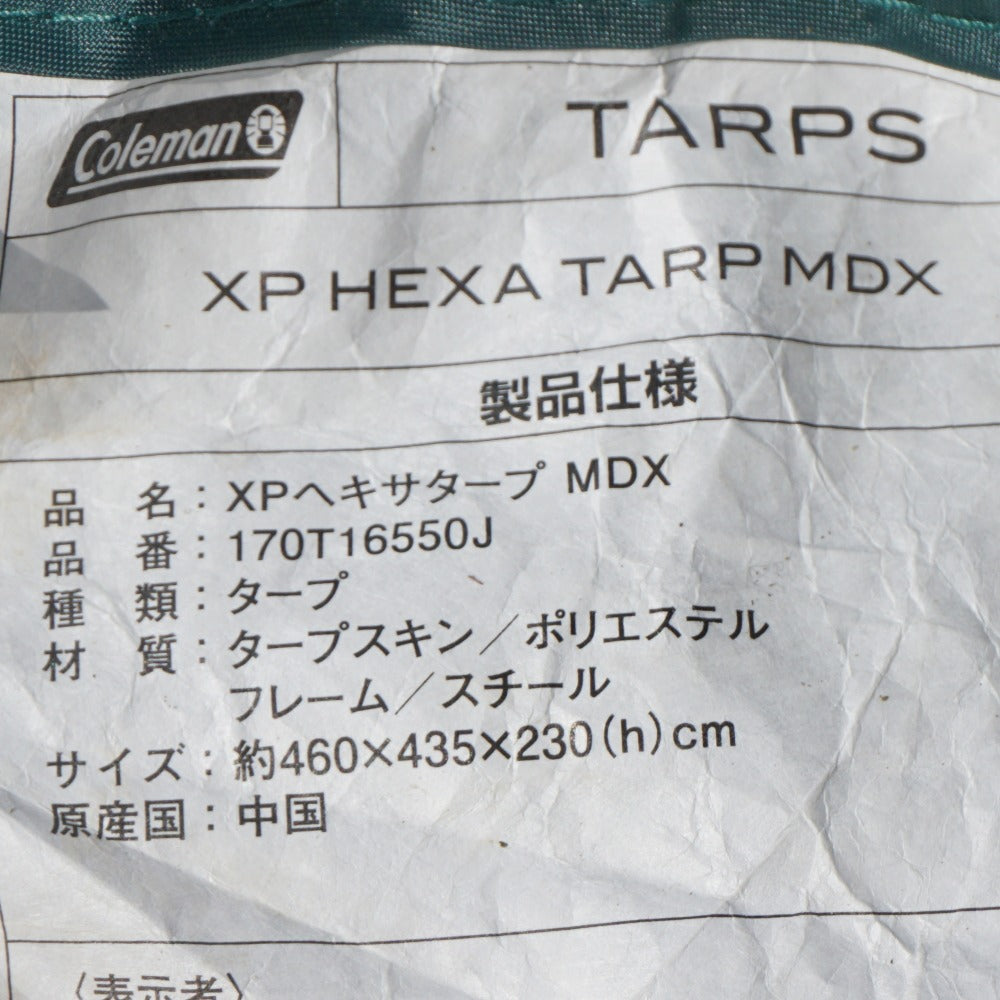 Coleman
TARPS
XP HEXA TARP MDX
製品仕様
品　名：XPヘキサタープ MDX
品　番：170T16550J
種　類：タープ
材　質：タープスキン／ポリエステル
フレーム／スチール
サイズ：約460×435×230(h)cm
原産国：中国
〈表示者〉